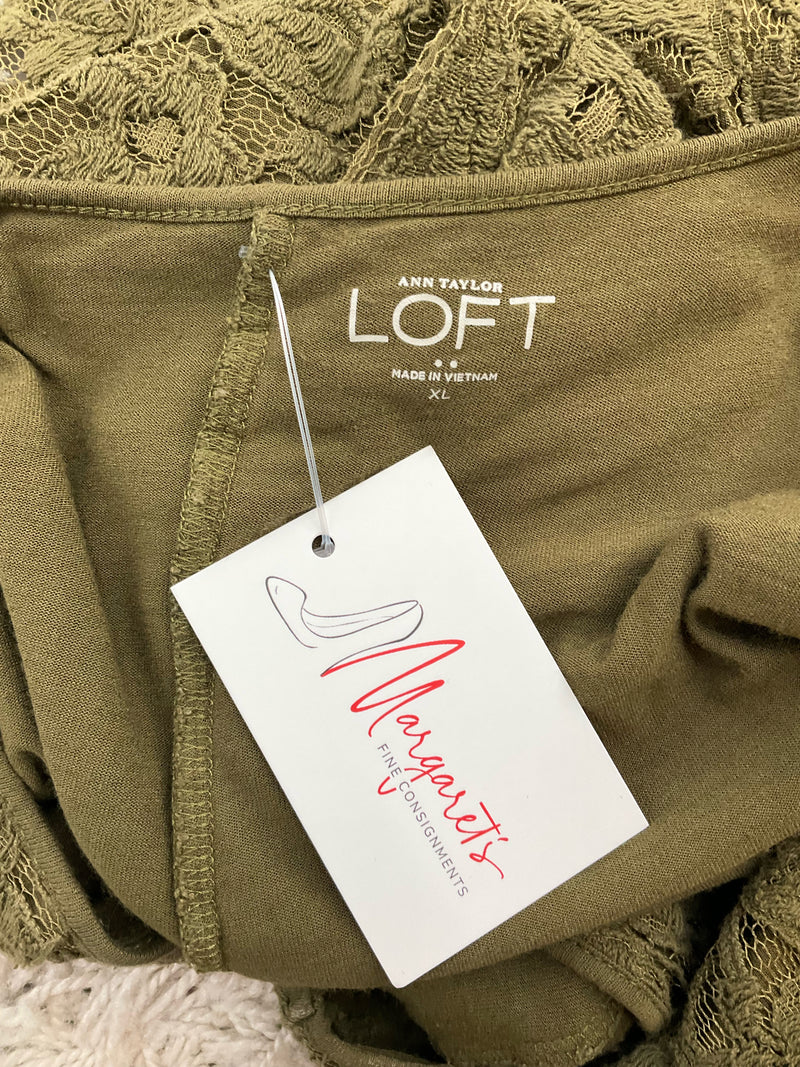 ANN TAYLOR
LOFT
MADE IN VIETNAM
XL
Margaret's
FINE CONSIGNMENTS